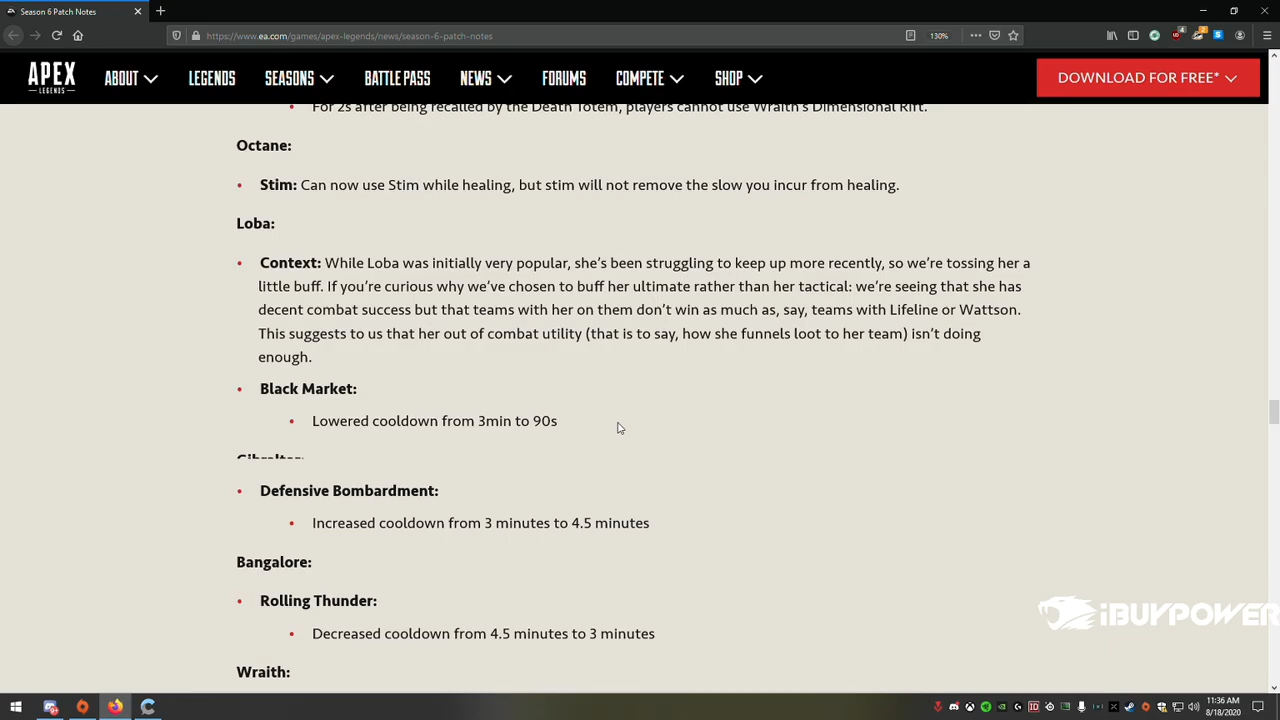 Season 6 Patch Notes
https://www.ea.com/games/apex-legends/news/season-6-patch-notes
130%
APEX
LEGENDS
ABOUT
LEGENDS
SEASONS
BATTLE PASS
NEWS
FORUMS
COMPETE
SHOP
DOWNLOAD FOR FREE*
• For 2s after being recalled by the Death Totem, players cannot use Wraith's Dimensional Rift.
Octane:
• Stim: Can now use Stim while healing, but stim will not remove the slow you incur from healing.
Loba:
• Context: While Loba was initially very popular, she's been struggling to keep up more recently, so we're tossing her a
little buff. If you're curious why we've chosen to buff her ultimate rather than her tactical: we're seeing that she has
decent combat success but that teams with her on them don't win as much as, say, teams with Lifeline or Wattson.
This suggests to us that her out of combat utility (that is to say, how she funnels loot to her team) isn't doing
enough.
• Black Market:
• Lowered cooldown from 3min to 90s
Gibraltar:
• Defensive Bombardment:
• Increased cooldown from 3 minutes to 4.5 minutes
Bangalore:
• Rolling Thunder:
• Decreased cooldown from 4.5 minutes to 3 minutes
iBUYPOWER
Wraith:
11:36 AM
8/18/2020